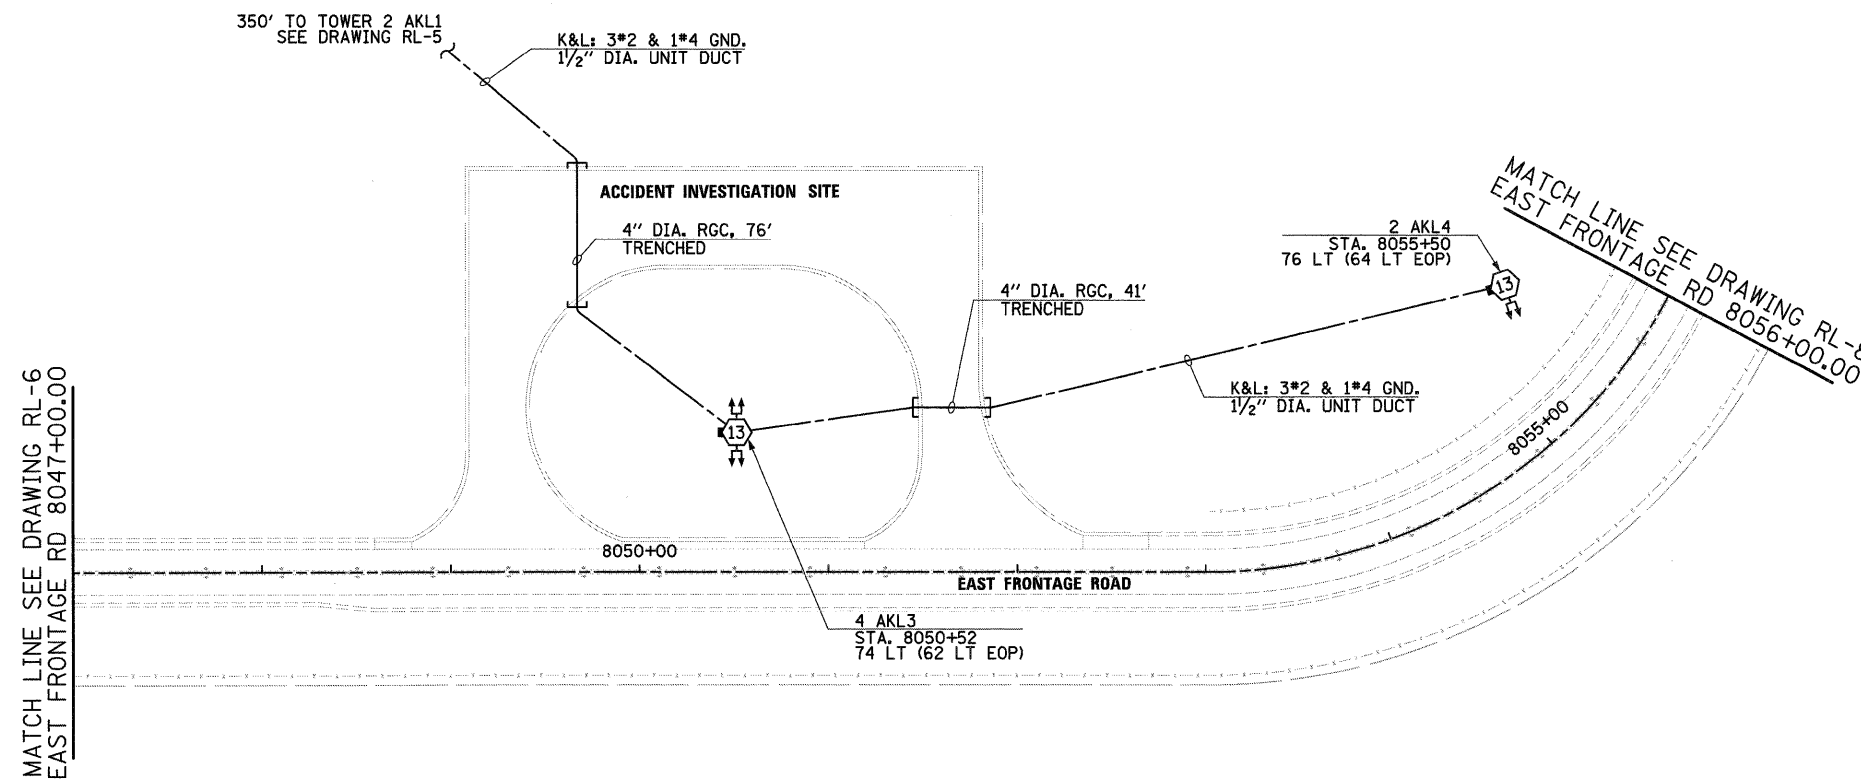 350' TO TOWER 2 AKL1
SEE DRAWING RL-5
K&L: 3#2 & 1#4 GND.
1½" DIA. UNIT DUCT
ACCIDENT INVESTIGATION SITE
4" DIA. RGC, 76'
TRENCHED
4" DIA. RGC, 41'
TRENCHED
2 AKL4
STA. 8055+50
76 LT (64 LT EOP)
13
MATCH LINE SEE DRAWING
EAST FRONTAGE RD 8056+00.00
K&L: 3#2 & 1#4 GND.
1½" DIA. UNIT DUCT
8055+00
13
MATCH LINE SEE DRAWING RL-6
EAST FRONTAGE RD 8047+00.00
8050+00
EAST FRONTAGE ROAD
4 AKL3
STA. 8050+52
74 LT (62 LT EOP)